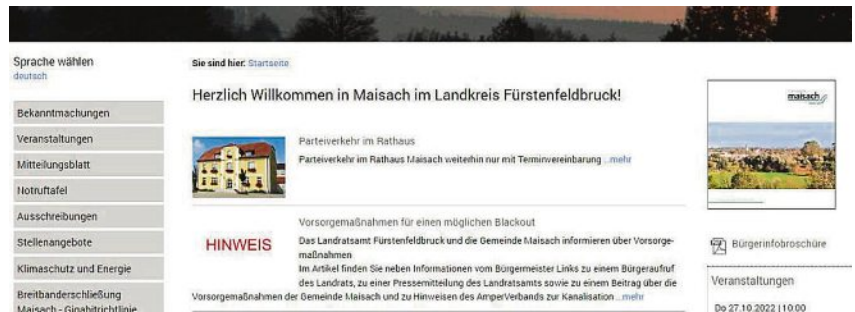 Sprache wählen
deutsch
Bekanntmachungen
Veranstaltungen
Mitteilungsblatt
Notruftafel
Ausschreibungen
Stellenangebote
Klimaschutz und Energie
Breitbanderschließung
Maisach - Gigabitrichtlinie
Sie sind hier: Startseite
Herzlich Willkommen in Maisach im Landkreis Fürstenfeldbruck!
Parteiverkehr im Rathaus
Parteiverkehr im Rathaus Maisach weiterhin nur mit Terminvereinbarung ...mehr
HINWEIS
Vorsorgemaßnahmen für einen möglichen Blackout
Das Landratsamt Fürstenfeldbruck und die Gemeinde Maisach informieren über Vorsorge-
maßnahmen
Im Artikel finden Sie neben Informationen vom Bürgermeister Links zu einem Bürgeraufruf
des Landrats, zu einer Pressemitteilung des Landratsamts sowie zu einem Beitrag über die
Vorsorgemaßnahmen der Gemeinde Maisach und zu Hinweisen des AmperVerbands zur Kanalisation ...mehr
maisach
Bürgerinfobroschüre
Veranstaltungen
Do 27.10.2022 | 10:00